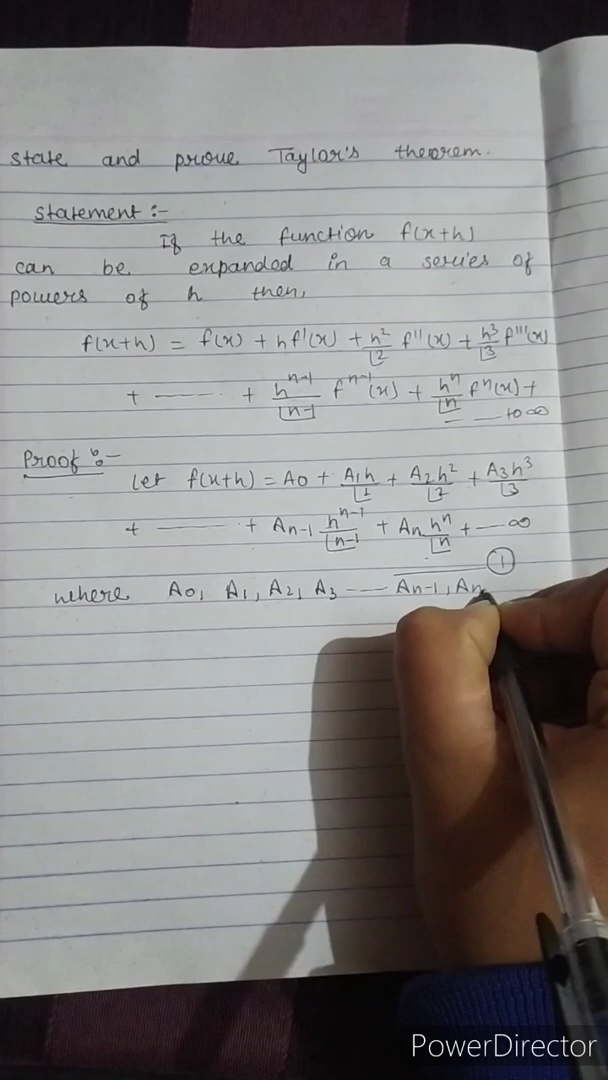 state and prove Taylor's theorem.
Statement :-
If the function f(x+h)
can be expanded in a series of
powers of h then,
f(x+h) = f(x) + hf'(x) + h²/⌊2 f''(x) + h³/⌊3 f'''(x)
+ ------ + hⁿ⁻¹/⌊n-1 fⁿ⁻¹(x) + hⁿ/⌊n fⁿ(x) +
-- -- to ∞
Proof :-
Let f(x+h) = A0 + A1h/⌊1 + A2h²/⌊2 + A3h³/⌊3
+ ------ + An-1 hⁿ⁻¹/⌊n-1 + An hⁿ/⌊n + --- ∞
①
where A0, A1, A2, A3 --- An-1, An
PowerDirector